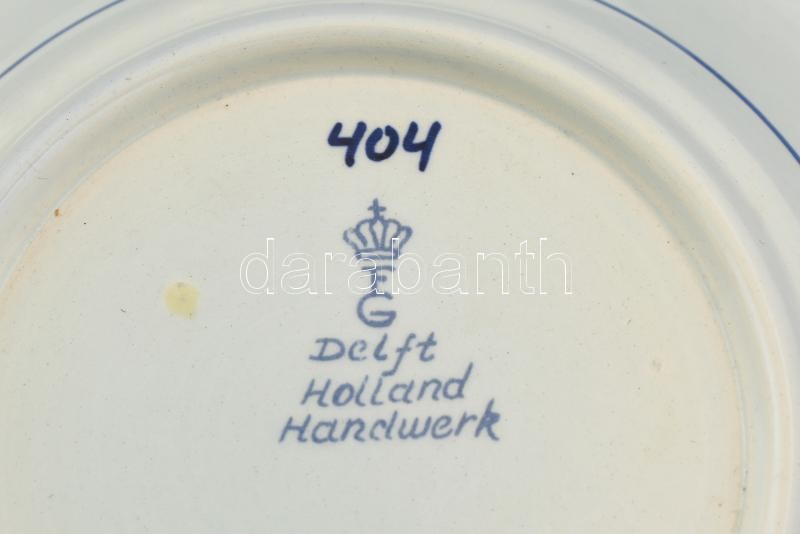 404
darabanth
F
G
Delft
Holland
Handwerk